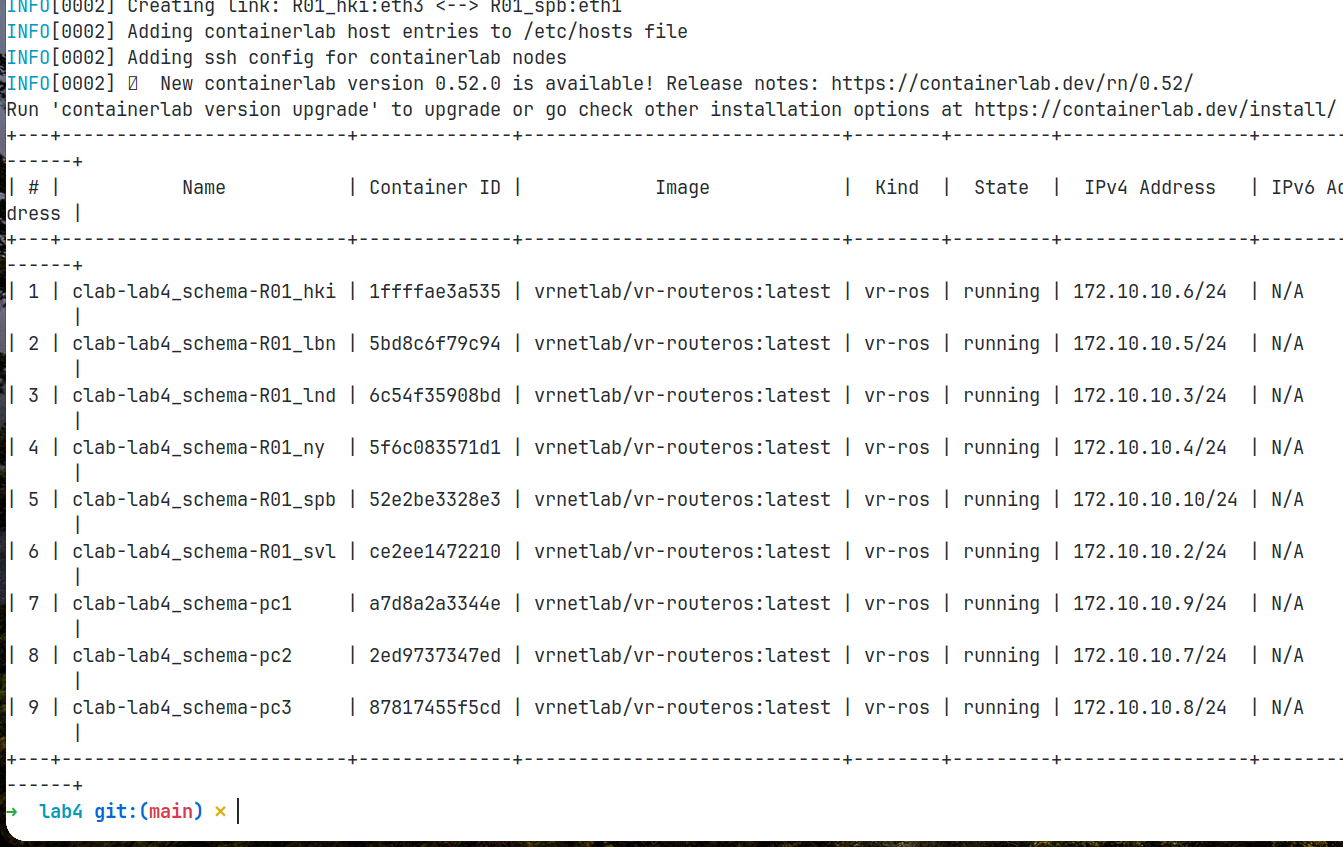 INFO[0002] Creating link: R01_hki:eth3 <--> R01_spb:eth1
INFO[0002] Adding containerlab host entries to /etc/hosts file
INFO[0002] Adding ssh config for containerlab nodes
INFO[0002] New containerlab version 0.52.0 is available! Release notes: https://containerlab.dev/rn/0.52/
Run 'containerlab version upgrade' to upgrade or go check other installation options at https://containerlab.dev/install/
+---+--------------------------+--------------+-----------------------------+--------+---------+-----------------+--------
------+
| # |           Name           | Container ID |            Image            |  Kind  |  State  |  IPv4 Address   | IPv6 Ad
dress |
+---+--------------------------+--------------+-----------------------------+--------+---------+-----------------+--------
------+
| 1 | clab-lab4_schema-R01_hki | 1ffffae3a535 | vrnetlab/vr-routeros:latest | vr-ros | running | 172.10.10.6/24  | N/A
      |
| 2 | clab-lab4_schema-R01_lbn | 5bd8c6f79c94 | vrnetlab/vr-routeros:latest | vr-ros | running | 172.10.10.5/24  | N/A
      |
| 3 | clab-lab4_schema-R01_lnd | 6c54f35908bd | vrnetlab/vr-routeros:latest | vr-ros | running | 172.10.10.3/24  | N/A
      |
| 4 | clab-lab4_schema-R01_ny  | 5f6c083571d1 | vrnetlab/vr-routeros:latest | vr-ros | running | 172.10.10.4/24  | N/A
      |
| 5 | clab-lab4_schema-R01_spb | 52e2be3328e3 | vrnetlab/vr-routeros:latest | vr-ros | running | 172.10.10.10/24 | N/A
      |
| 6 | clab-lab4_schema-R01_svl | ce2ee1472210 | vrnetlab/vr-routeros:latest | vr-ros | running | 172.10.10.2/24  | N/A
      |
| 7 | clab-lab4_schema-pc1     | a7d8a2a3344e | vrnetlab/vr-routeros:latest | vr-ros | running | 172.10.10.9/24  | N/A
      |
| 8 | clab-lab4_schema-pc2     | 2ed9737347ed | vrnetlab/vr-routeros:latest | vr-ros | running | 172.10.10.7/24  | N/A
      |
| 9 | clab-lab4_schema-pc3     | 87817455f5cd | vrnetlab/vr-routeros:latest | vr-ros | running | 172.10.10.8/24  | N/A
      |
+---+--------------------------+--------------+-----------------------------+--------+---------+-----------------+--------
------+
→  lab4 git:(main) ×